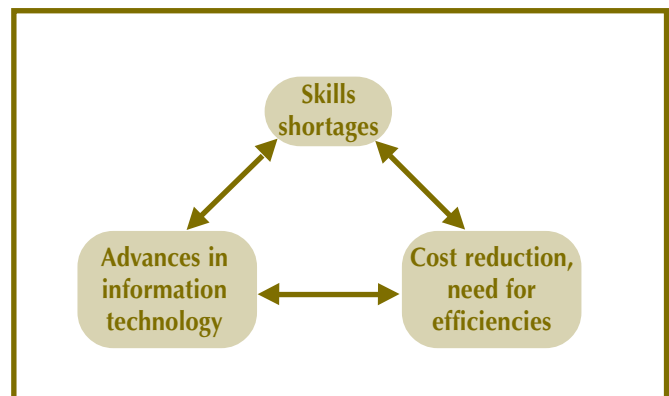 Skills
shortages
Advances in
information
technology
Cost reduction,
need for
efficiencies